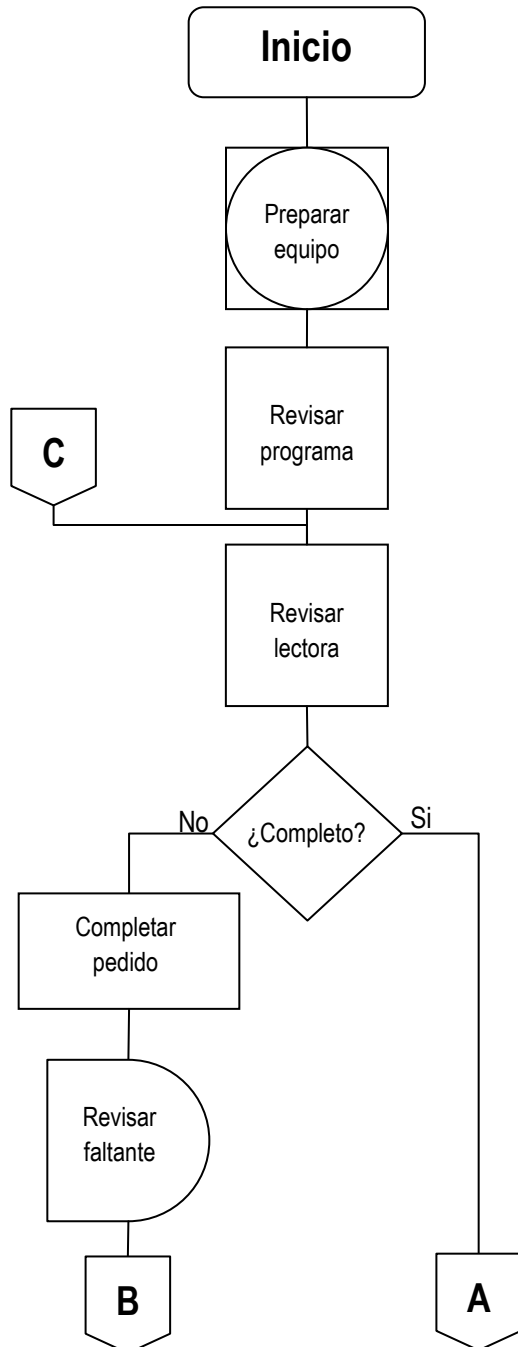 Inicio
Preparar
equipo
Revisar
programa
C
Revisar
lectora
¿Completo?
No
Si
Completar
pedido
Revisar
faltante
B
A